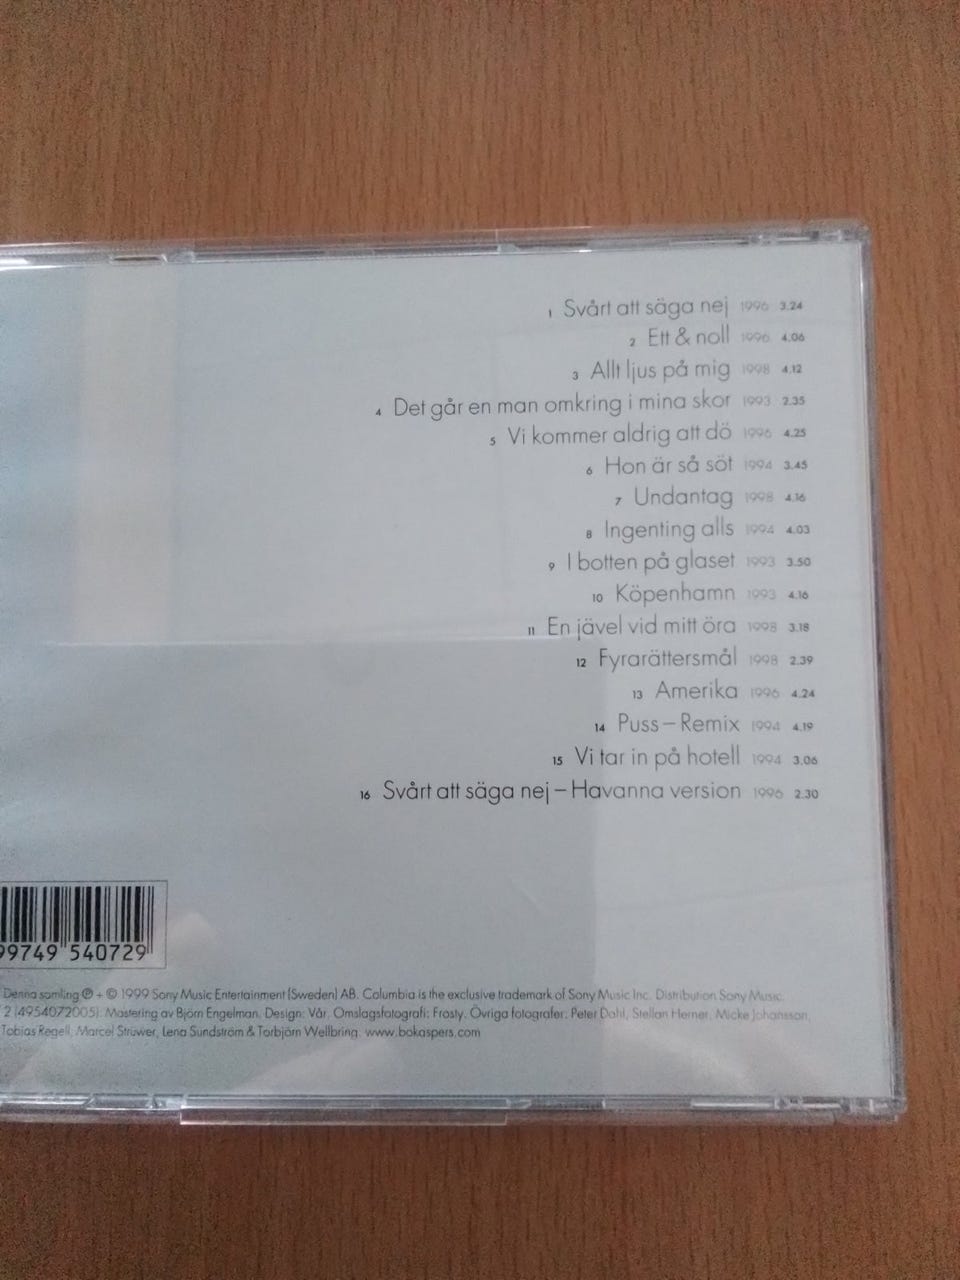 1 Svårt att säga nej 1996 3.24
2 Ett & noll 1996 4.06
3 Allt ljus på mig 1998 4.12
4 Det går en man omkring i mina skor 1993 2.35
5 Vi kommer aldrig att dö 1996 4.25
6 Hon är så söt 1994 3.45
7 Undantag 1998 4.16
8 Ingenting alls 1994 4.03
9 I botten på glaset 1993 3.50
10 Köpenhamn 1993 4.16
11 En jävel vid mitt öra 1998 3.18
12 Fyrarättersmål 1998 2.39
13 Amerika 1996 4.24
14 Puss – Remix 1994 4.19
15 Vi tar in på hotell 1994 3.06
16 Svårt att säga nej – Havanna version 1996 2.30
99749 540729
Denna samling ℗ + © 1999 Sony Music Entertainment (Sweden) AB. Columbia is the exclusive trademark of Sony Music Inc. Distribution Sony Music.
2 (4954072005). Mastering av Björn Engelman. Design: Vår. Omslagsfotografi: Frosty. Övriga fotografer: Peter Dahl, Stellan Herner, Micke Johansson,
Tobias Regell, Marcel Struwer, Lena Sundström & Torbjörn Wellbring. www.bokaspers.com